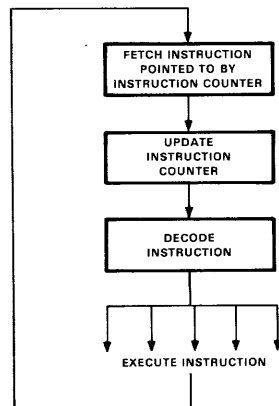 FETCH INSTRUCTION
POINTED TO BY
INSTRUCTION COUNTER
UPDATE
INSTRUCTION
COUNTER
DECODE
INSTRUCTION
EXECUTE INSTRUCTION